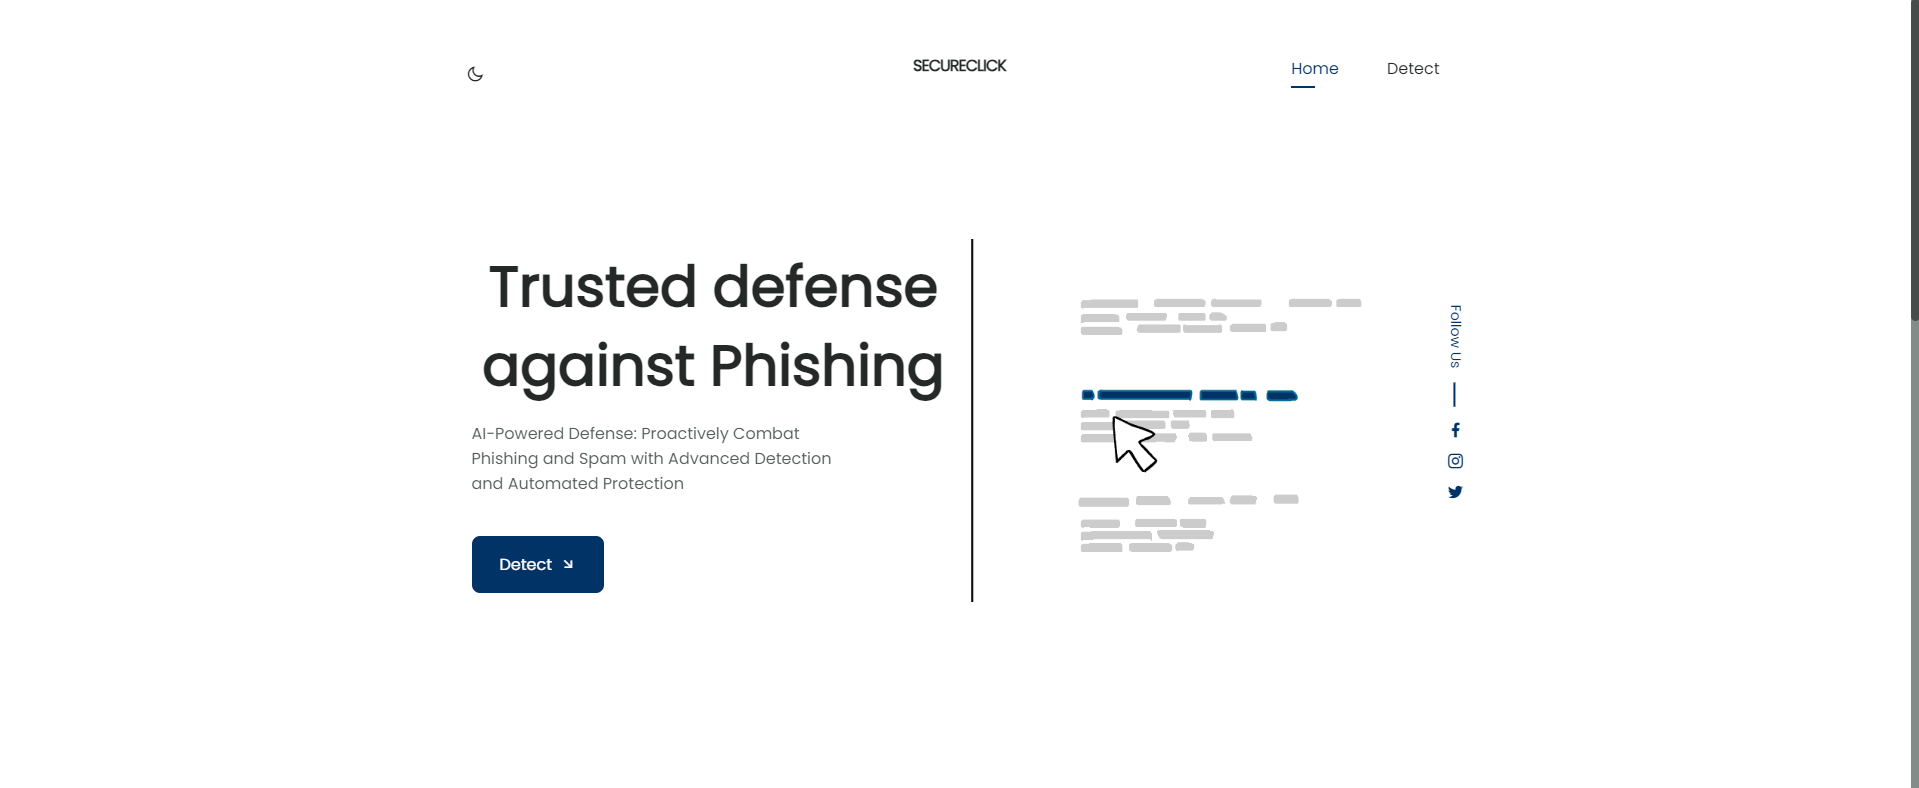 SECURECLICK
Home
Detect
Trusted defense
against Phishing
AI-Powered Defense: Proactively Combat
Phishing and Spam with Advanced Detection
and Automated Protection
Detect
Follow Us